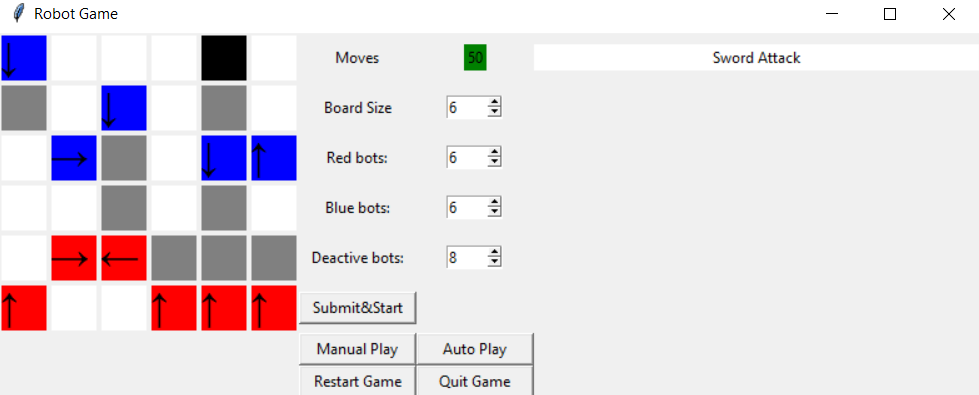 Robot Game
Moves 50 Sword Attack
Board Size 6
Red bots: 6
Blue bots: 6
Deactive bots: 8
Submit&Start
Manual Play Auto Play
Restart Game Quit Game